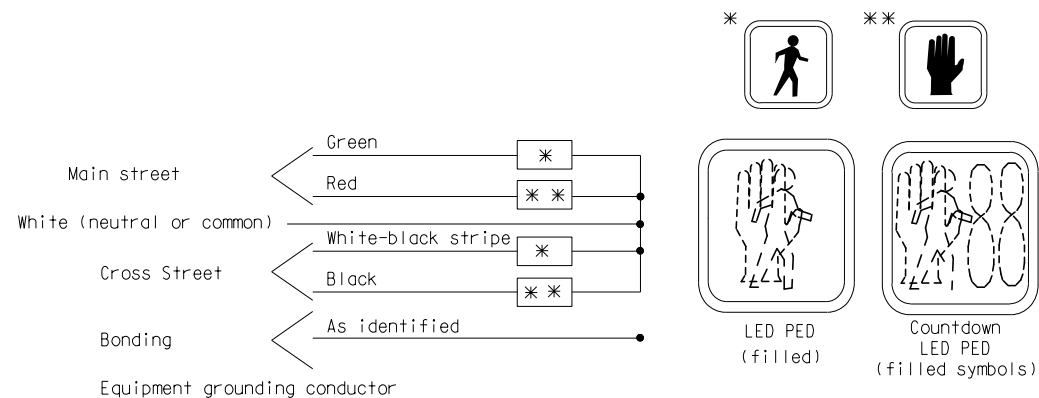 *
**
Green
*
Main street
Red
* *
White (neutral or common)
White-black stripe
*
Cross Street
Black
* *
As identified
Bonding
Equipment grounding conductor
LED PED
(filled)
Countdown
LED PED
(filled symbols)